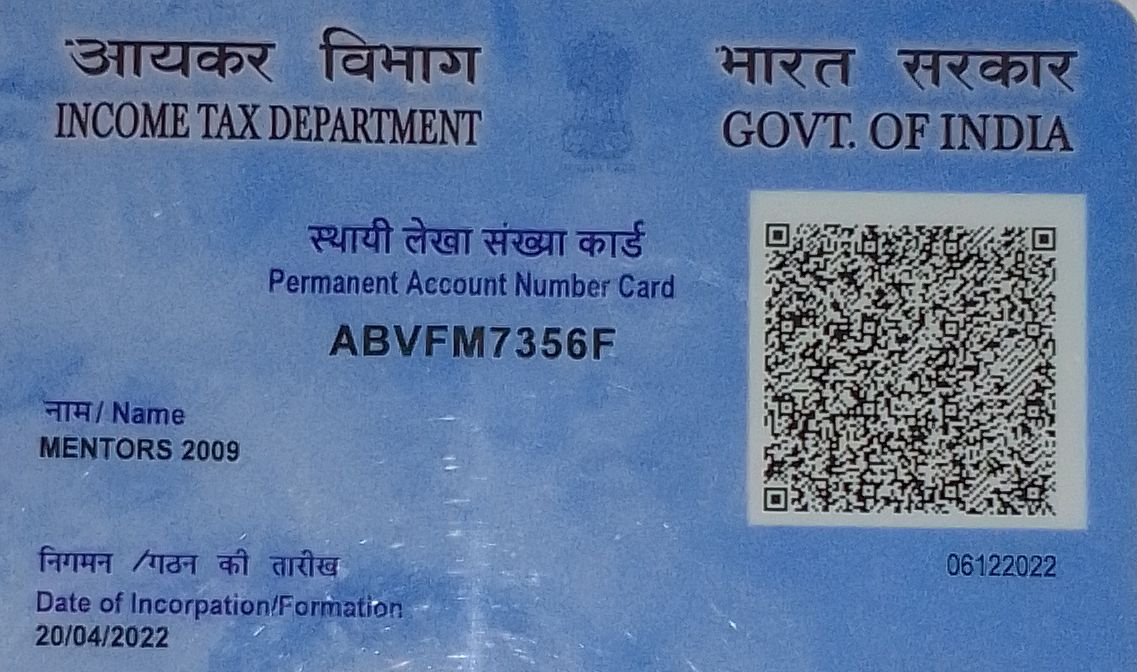 आयकर विभाग
INCOME TAX DEPARTMENT
भारत सरकार
GOVT. OF INDIA
स्थायी लेखा संख्या कार्ड
Permanent Account Number Card
ABVFM7356F
नाम / Name
MENTORS 2009
निगमन /गठन की तारीख
Date of Incorpation/Formation
20/04/2022
06122022